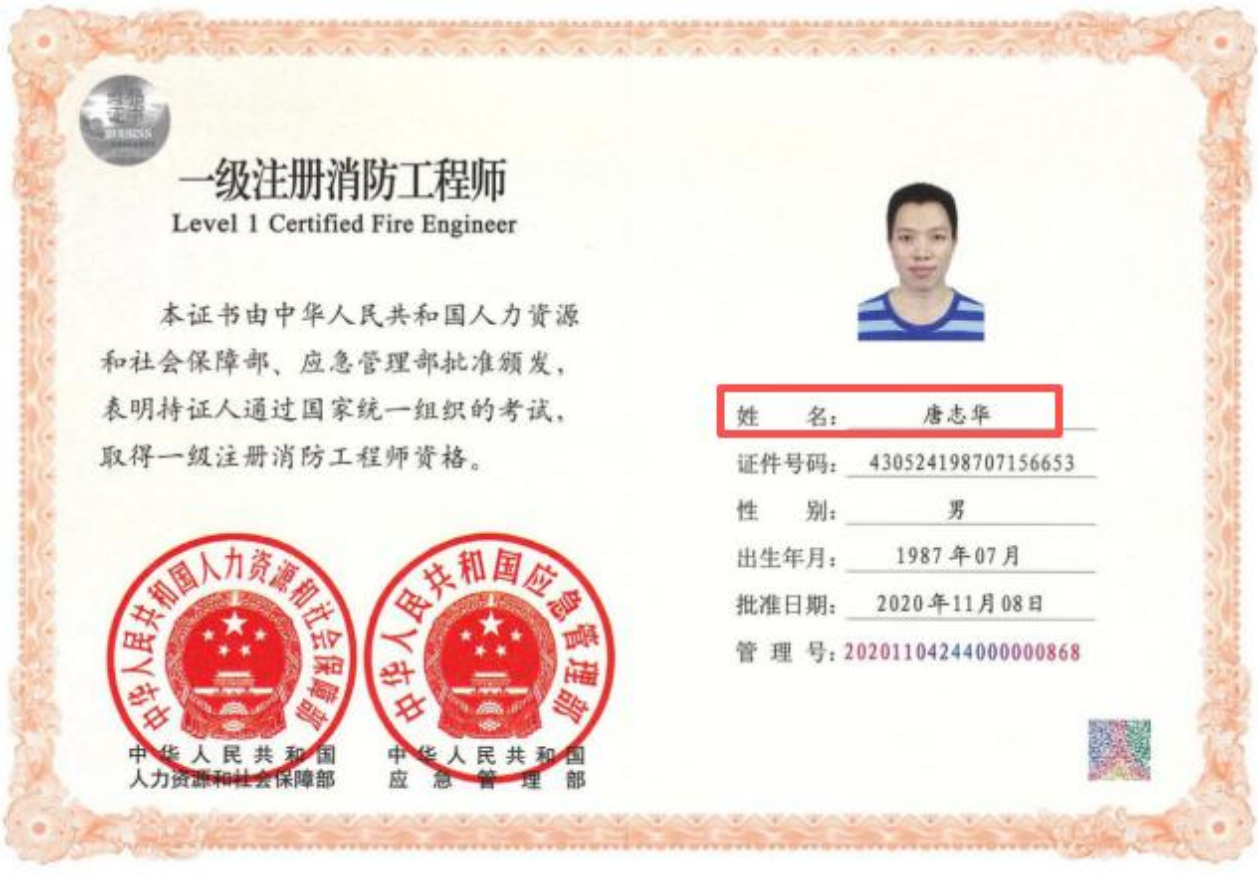 一级注册消防工程师
Level 1 Certified Fire Engineer
本证书由中华人民共和国人力资源
和社会保障部、应急管理部批准颁发，
表明持证人通过国家统一组织的考试，
取得一级注册消防工程师资格。
中华人民共和国人力资源和社会保障部
中华人民共和国应急管理部
中华人民共和国
人力资源和社会保障部
中华人民共和国
应急管理部
姓名：唐志华
证件号码：430524198707156653
性别：男
出生年月：1987年07月
批准日期：2020年11月08日
管理号：20201104244000000868